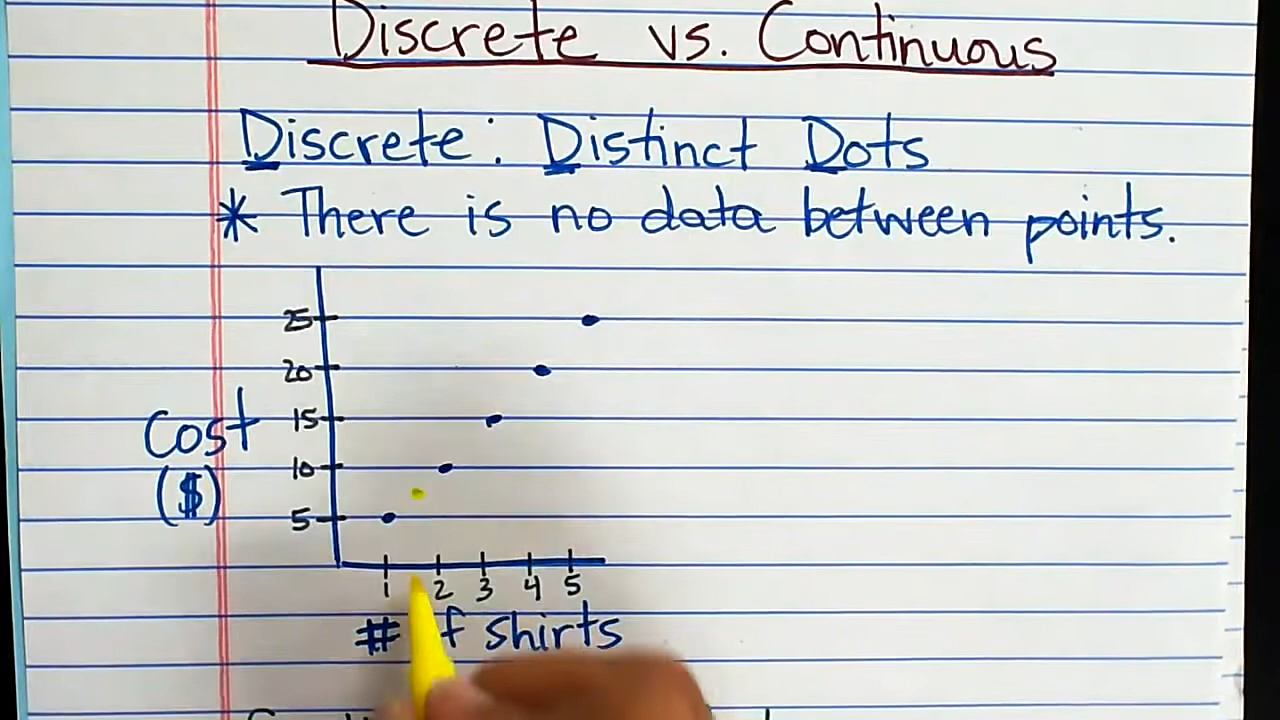 Discrete vs. Continuous
Discrete: Distinct Dots
* There is no data between points.
25
20
Cost 15
10
($)
5
1 2 3 4 5
# f shirts